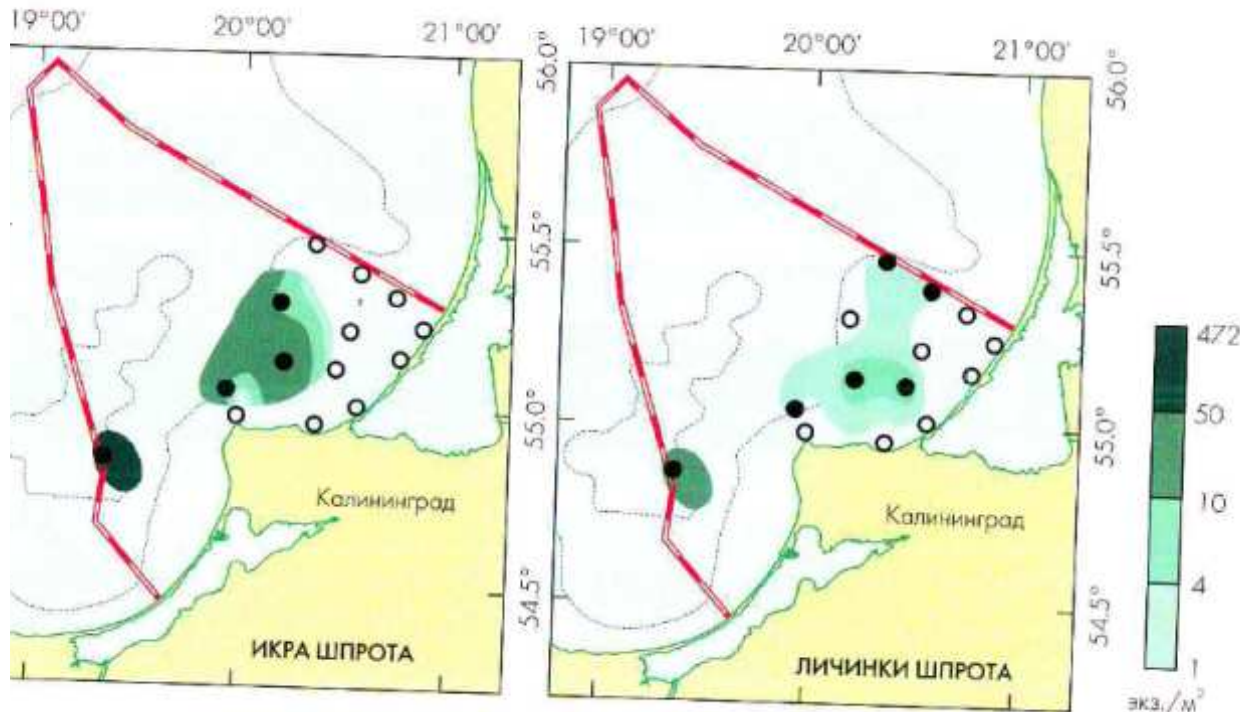 19°00' 20°00' 21°00'
19°00' 20°00' 21°00'
56.0°
56.0°
55.5°
55.5°
472
50
10
4
1
55.0°
55.0°
Калининград
Калининград
54.5°
54.5°
ИКРА ШПРОТА
ЛИЧИНКИ ШПРОТА
экз./м²